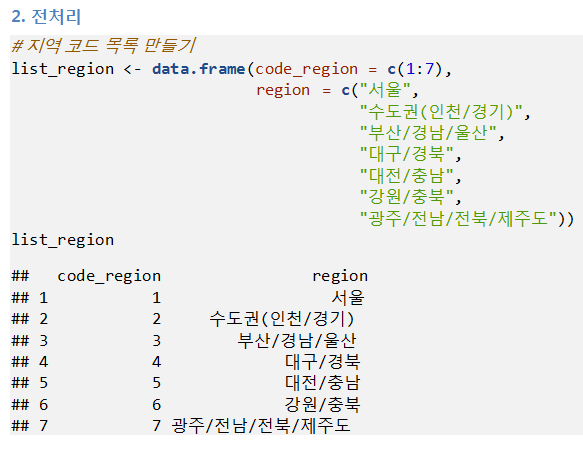 2. 전처리
# 지역 코드 목록 만들기
list_region <- data.frame(code_region = c(1:7),
                          region = c("서울",
                                     "수도권(인천/경기)",
                                     "부산/경남/울산",
                                     "대구/경북",
                                     "대전/충남",
                                     "강원/충북",
                                     "광주/전남/전북/제주도"))
list_region
##   code_region                region
## 1           1                  서울
## 2           2     수도권(인천/경기)
## 3           3        부산/경남/울산
## 4           4             대구/경북
## 5           5             대전/충남
## 6           6             강원/충북
## 7           7 광주/전남/전북/제주도